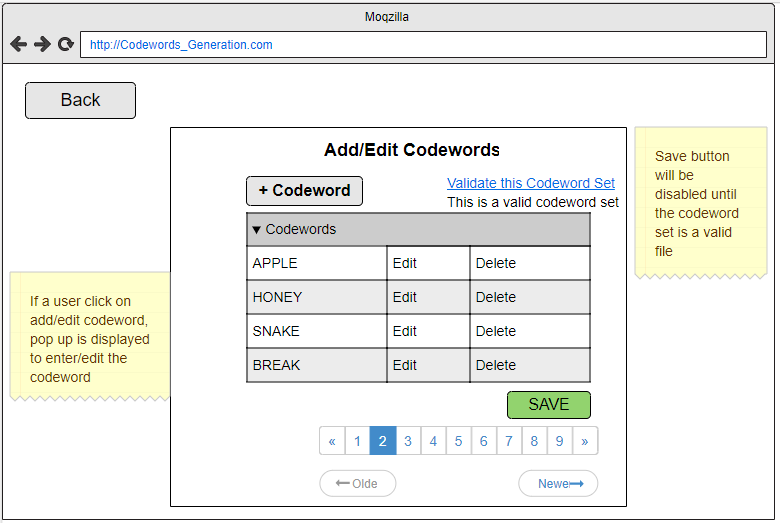 Moqzilla
http://Codewords_Generation.com
Back
Add/Edit Codewords
+ Codeword
Validate this Codeword Set
This is a valid codeword set
▼ Codewords
APPLE Edit Delete
HONEY Edit Delete
SNAKE Edit Delete
BREAK Edit Delete
SAVE
« 1 2 3 4 5 6 7 8 9 »
Olde
Newe
If a user click on
add/edit codeword,
pop up is displayed
to enter/edit the
codeword
Save button
will be
disabled until
the codeword
set is a valid
file